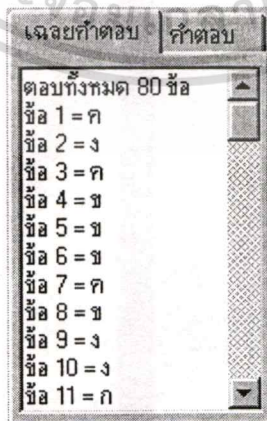 เฉลยคำตอบ คำตอบ
ตอบทั้งหมด 80 ข้อ
ข้อ 1 = ค
ข้อ 2 = ง
ข้อ 3 = ค
ข้อ 4 = ข
ข้อ 5 = ข
ข้อ 6 = ข
ข้อ 7 = ค
ข้อ 8 = ข
ข้อ 9 = ง
ข้อ 10 = ง
ข้อ 11 = ก